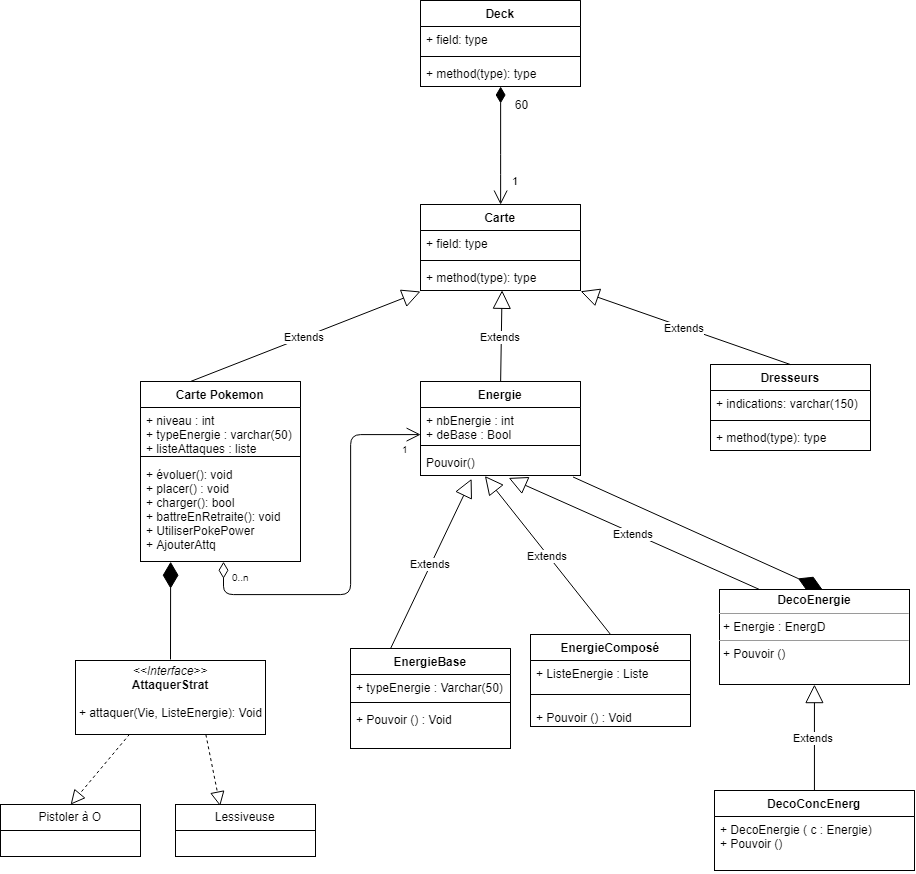 Deck
+ field: type
+ method(type): type
60
1
Carte
+ field: type
+ method(type): type
Extends
Extends
Extends
Carte Pokemon
+ niveau : int
+ typeEnergie : varchar(50)
+ listeAttaques : liste
+ évoluer(): void
+ placer() : void
+ charger(): bool
+ battreEnRetraite(): void
+ UtiliserPokePower
+ AjouterAttq
Energie
+ nbEnergie : int
+ deBase : Bool
Pouvoir()
Dresseurs
+ indications: varchar(150)
+ method(type): type
1
0..n
Extends
Extends
Extends
<<Interface>>
AttaquerStrat
+ attaquer(Vie, ListeEnergie): Void
EnergieBase
+ typeEnergie : Varchar(50)
+ Pouvoir () : Void
EnergieComposé
+ ListeEnergie : Liste
+ Pouvoir () : Void
DecoEnergie
+ Energie : EnergD
+ Pouvoir ()
Extends
Pistoler à O
Lessiveuse
DecoConcEnerg
+ DecoEnergie ( c : Energie)
+ Pouvoir ()